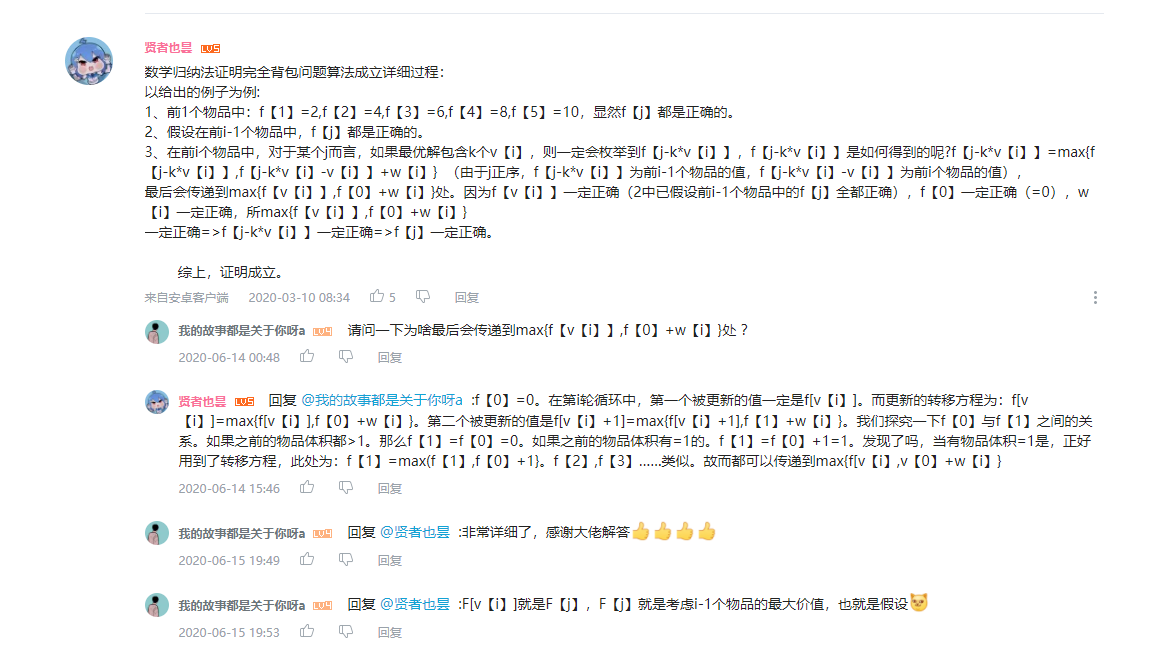 贤者也昙 LV5
数学归纳法证明完全背包问题算法成立详细过程：
以给出的例子为例:
1、前1个物品中：f【1】=2,f【2】=4,f【3】=6,f【4】=8,f【5】=10，显然f【j】都是正确的。
2、假设在前i-1个物品中，f【j】都是正确的。
3、在前i个物品中，对于某个j而言，如果最优解包含k个v【i】，则一定会枚举到f【j-k*v【i】】，f【j-k*v【i】】是如何得到的呢?f【j-k*v【i】】=max{f
【j-k*v【i】】,f【j-k*v【i】-v【i】】+w【i】} （由于j正序，f【j-k*v【i】】为前i-1个物品的值，f【j-k*v【i】-v【i】】为前i个物品的值），
最后会传递到max{f【v【i】】,f【0】+w【i】}处。因为f【v【i】】一定正确（2中已假设前i-1个物品中的f【j】全都正确），f【0】一定正确（=0），w
【i】一定正确，所max{f【v【i】】,f【0】+w【i】}
一定正确=>f【j-k*v【i】】一定正确=>f【j】一定正确。
综上，证明成立。
来自安卓客户端 2020-03-10 08:34 5 回复
我的故事都是关于你呀a LV4 请问一下为啥最后会传递到max{f【v【i】】,f【0】+w【i】}处？
2020-06-14 00:48 回复
贤者也昙 LV5 回复 @我的故事都是关于你呀a :f【0】=0。在第i轮循环中，第一个被更新的值一定是f[v【i】]。而更新的转移方程为：f[v
【i】]=max{f[v【i】],f【0】+w【i】}。第二个被更新的值是f[v【i】+1]=max{f[v【i】+1],f【1】+w【i】}。我们探究一下f【0】与f【1】之间的关
系。如果之前的物品体积都>1。那么f【1】=f【0】=0。如果之前的物品体积有=1的。f【1】=f【0】+1=1。发现了吗，当有物品体积=1是，正好
用到了转移方程，此处为：f【1】=max(f【1】,f【0】+1}。f【2】,f【3】......类似。故而都可以传递到max{f[v【i】,v【0】+w【i】}
2020-06-14 15:46 回复
我的故事都是关于你呀a LV4 回复 @贤者也昙 :非常详细了，感谢大佬解答👍👍👍👍
2020-06-15 19:49 回复
我的故事都是关于你呀a LV4 回复 @贤者也昙 :F[v【i】]就是F【j】，F【j】就是考虑i-1个物品的最大价值，也就是假设
2020-06-15 19:53 回复